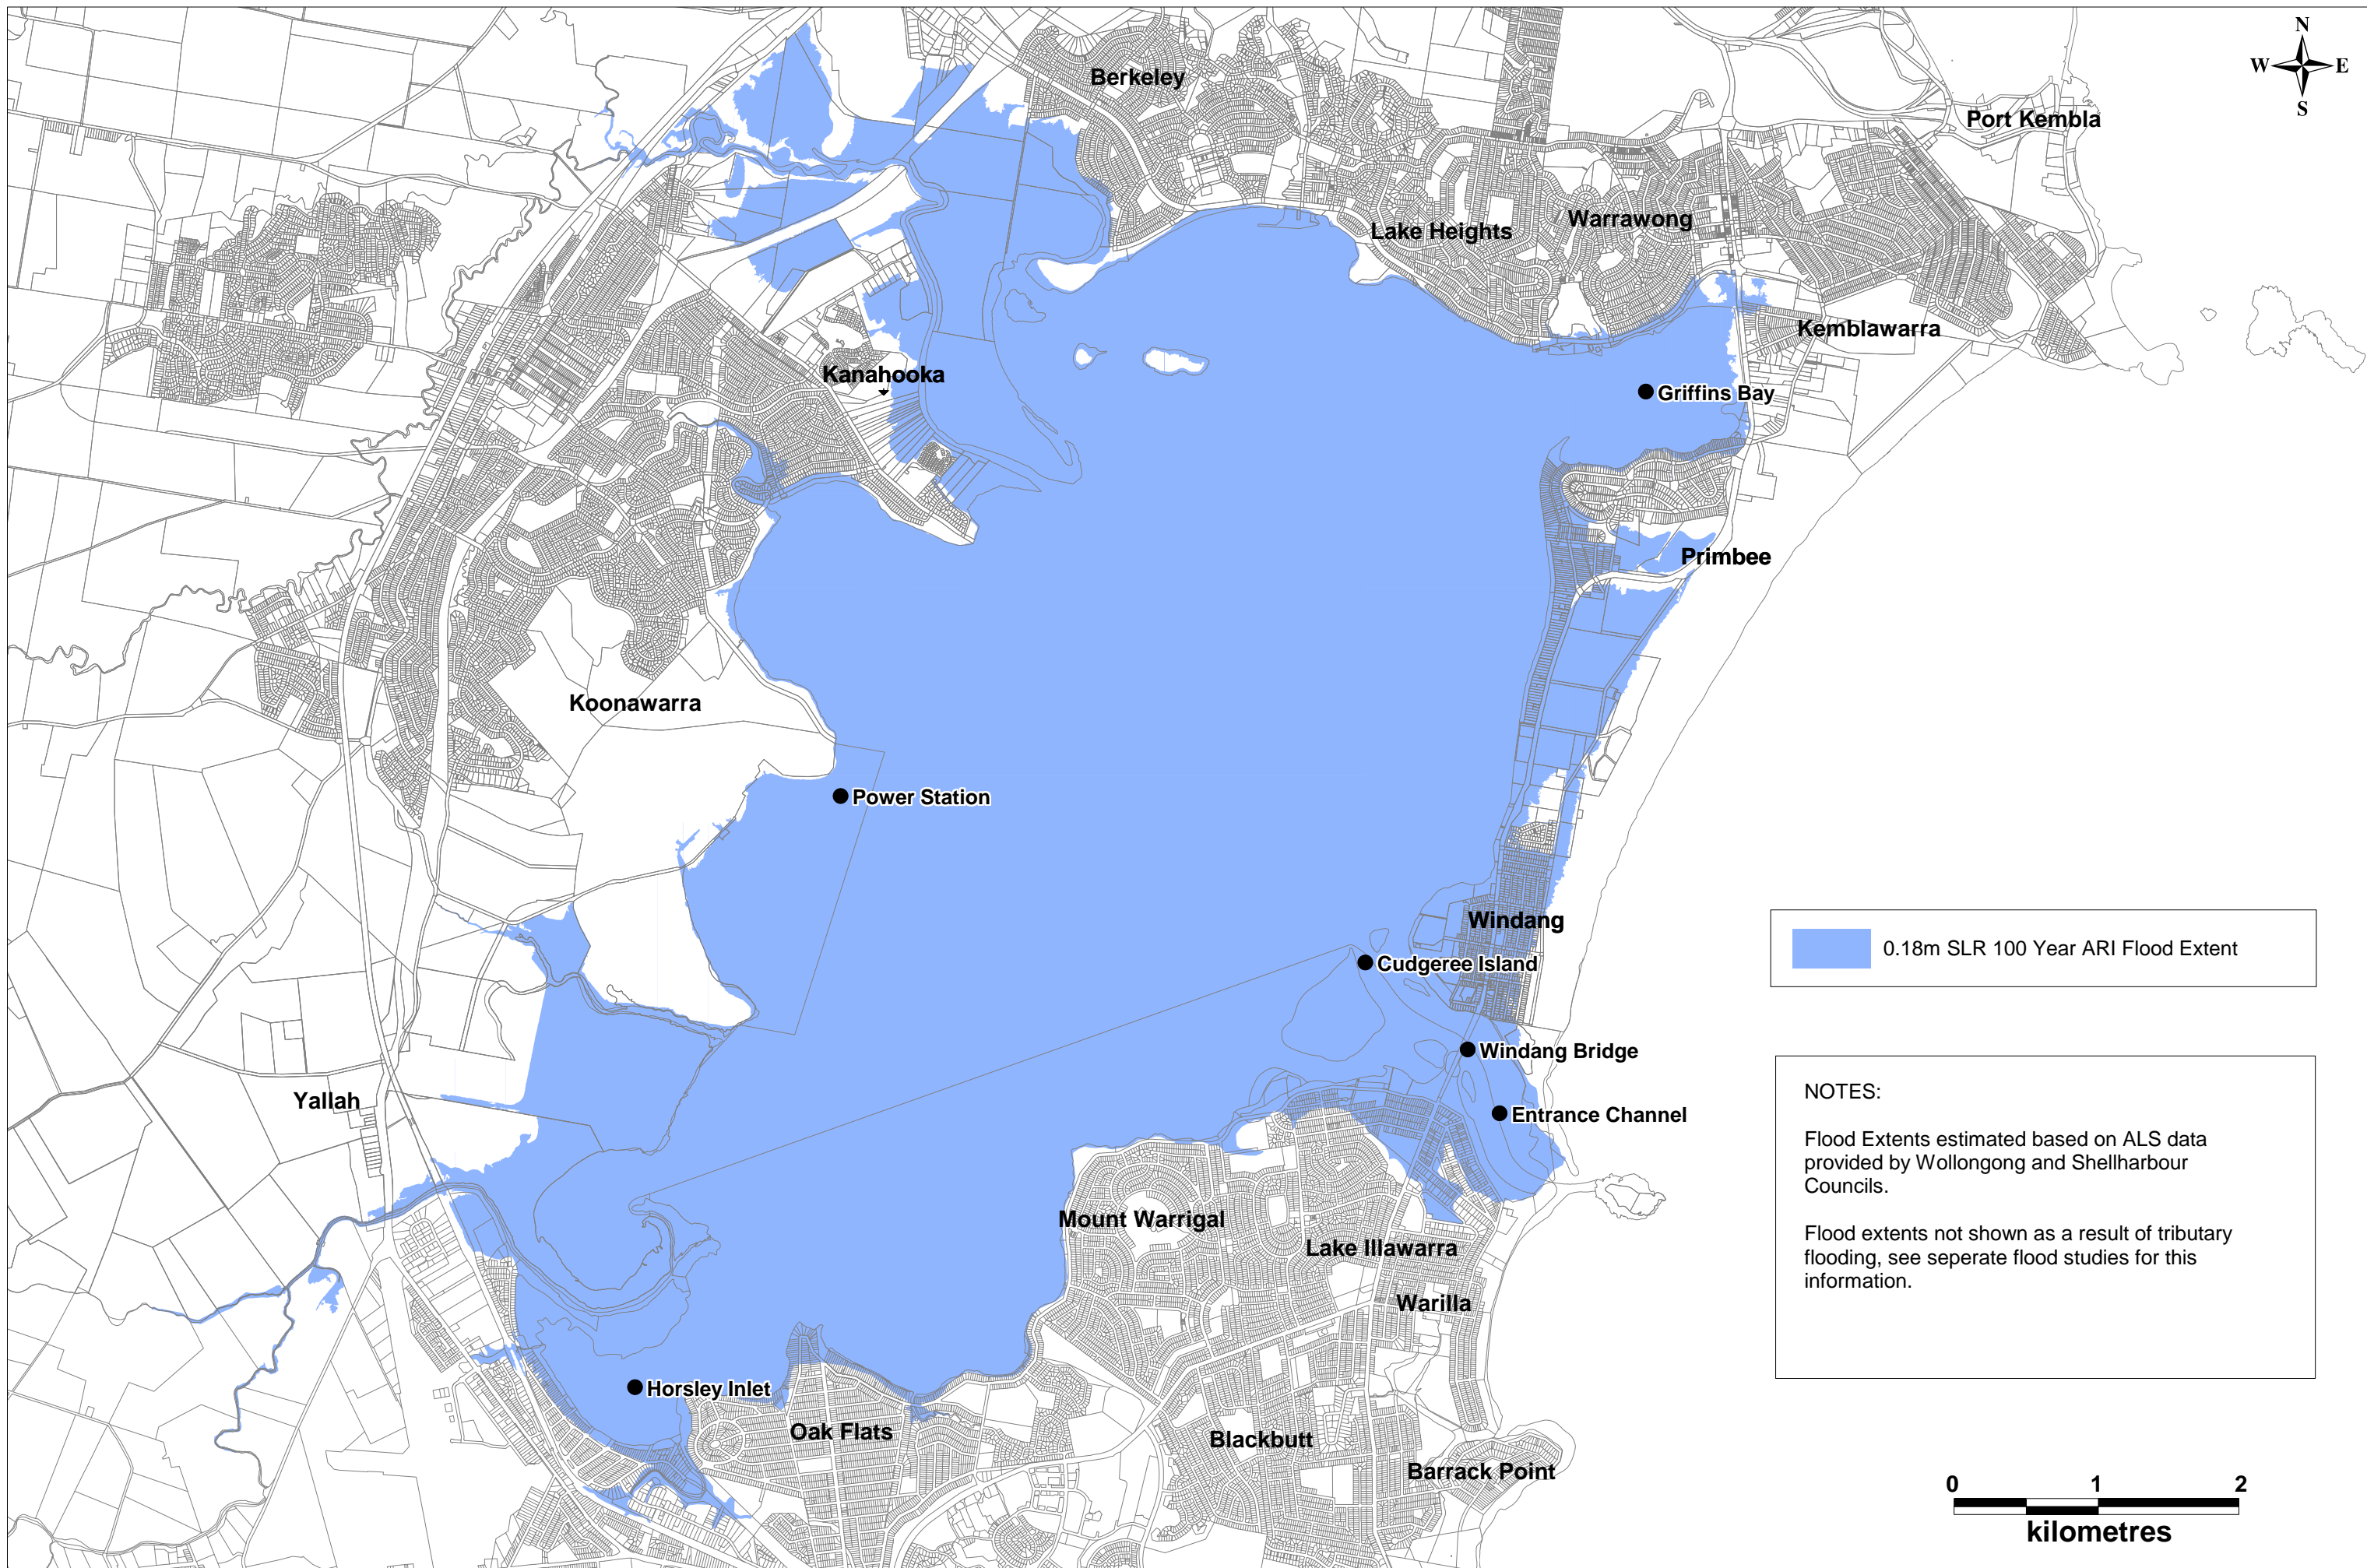 N
W E
S
Berkeley
Port Kembla
Lake Heights
Warrawong
Kemblawarra
Kanahooka
Griffins Bay
Primbee
Koonawarra
Power Station
Windang
0.18m SLR 100 Year ARI Flood Extent
Cudgeree Island
Windang Bridge
Yallah
Entrance Channel
NOTES:
Flood Extents estimated based on ALS data
provided by Wollongong and Shellharbour
Councils.
Flood extents not shown as a result of tributary
flooding, see seperate flood studies for this
information.
Mount Warrigal
Lake Illawarra
Warilla
Horsley Inlet
Oak Flats
Blackbutt
Barrack Point
0 1 2
kilometres